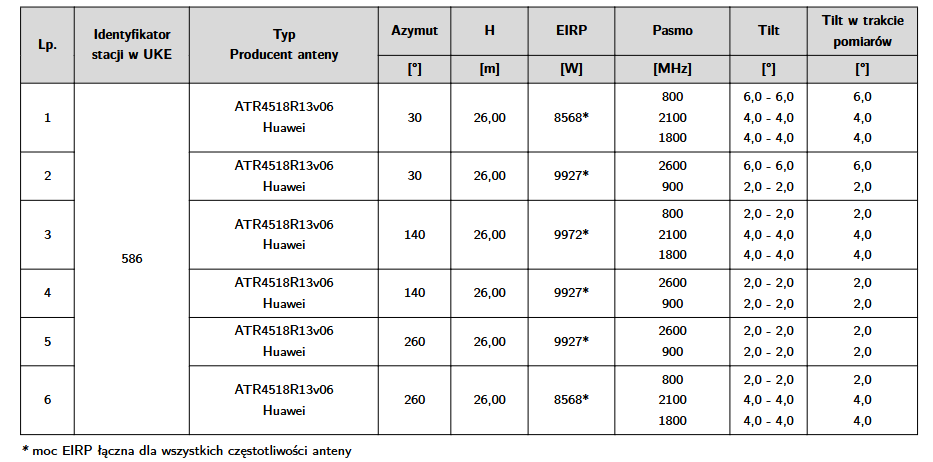 Lp. Identyfikator stacji w UKE Typ Producent anteny Azymut H EIRP Pasmo Tilt Tilt w trakcie pomiarów
[°] [m] [W] [MHz] [°] [°]
1 586 ATR4518R13v06 Huawei 30 26,00 8568* 800 6,0 - 6,0 6,0
2100 4,0 - 4,0 4,0
1800 4,0 - 4,0 4,0
2 ATR4518R13v06 Huawei 30 26,00 9927* 2600 6,0 - 6,0 6,0
900 2,0 - 2,0 2,0
3 ATR4518R13v06 Huawei 140 26,00 9972* 800 2,0 - 2,0 2,0
2100 4,0 - 4,0 4,0
1800 4,0 - 4,0 4,0
4 ATR4518R13v06 Huawei 140 26,00 9927* 2600 2,0 - 2,0 2,0
900 2,0 - 2,0 2,0
5 ATR4518R13v06 Huawei 260 26,00 9927* 2600 2,0 - 2,0 2,0
900 2,0 - 2,0 2,0
6 ATR4518R13v06 Huawei 260 26,00 8568* 800 2,0 - 2,0 2,0
2100 4,0 - 4,0 4,0
1800 4,0 - 4,0 4,0
* moc EIRP łączna dla wszystkich częstotliwości anteny